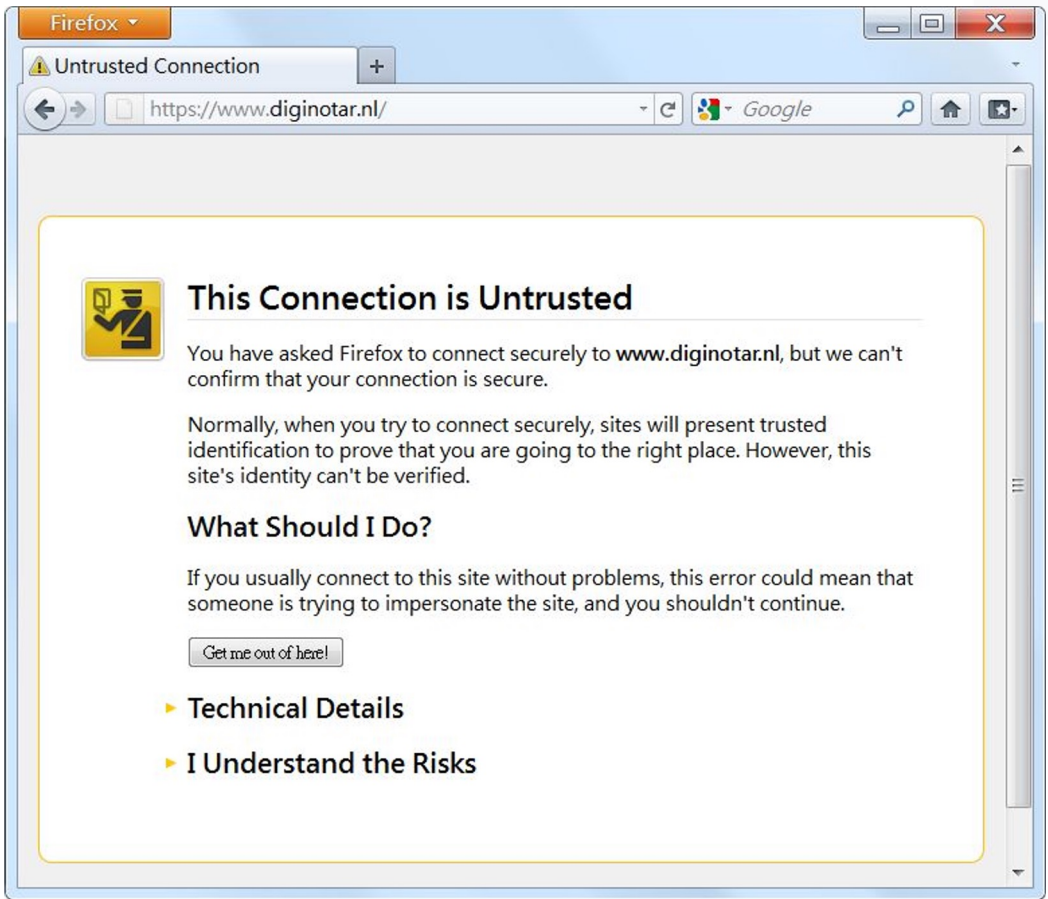 Firefox
Untrusted Connection
https://www.diginotar.nl/
Google
This Connection is Untrusted
You have asked Firefox to connect securely to www.diginotar.nl, but we can't
confirm that your connection is secure.
Normally, when you try to connect securely, sites will present trusted
identification to prove that you are going to the right place. However, this
site's identity can't be verified.
What Should I Do?
If you usually connect to this site without problems, this error could mean that
someone is trying to impersonate the site, and you shouldn't continue.
Get me out of here!
Technical Details
I Understand the Risks